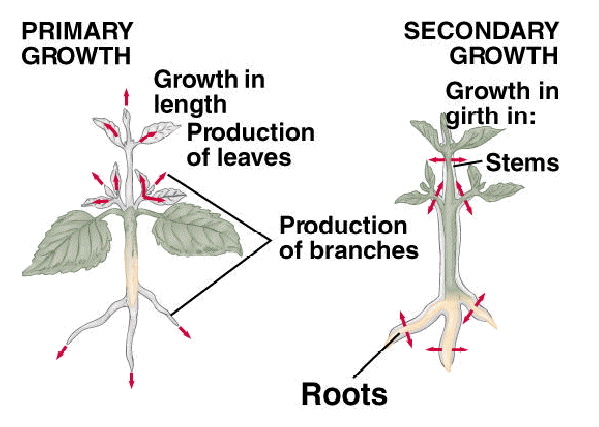 PRIMARY
GROWTH
Growth in
length
Production
of leaves
Production
of branches
SECONDARY
GROWTH
Growth in
girth in:
Stems
Roots